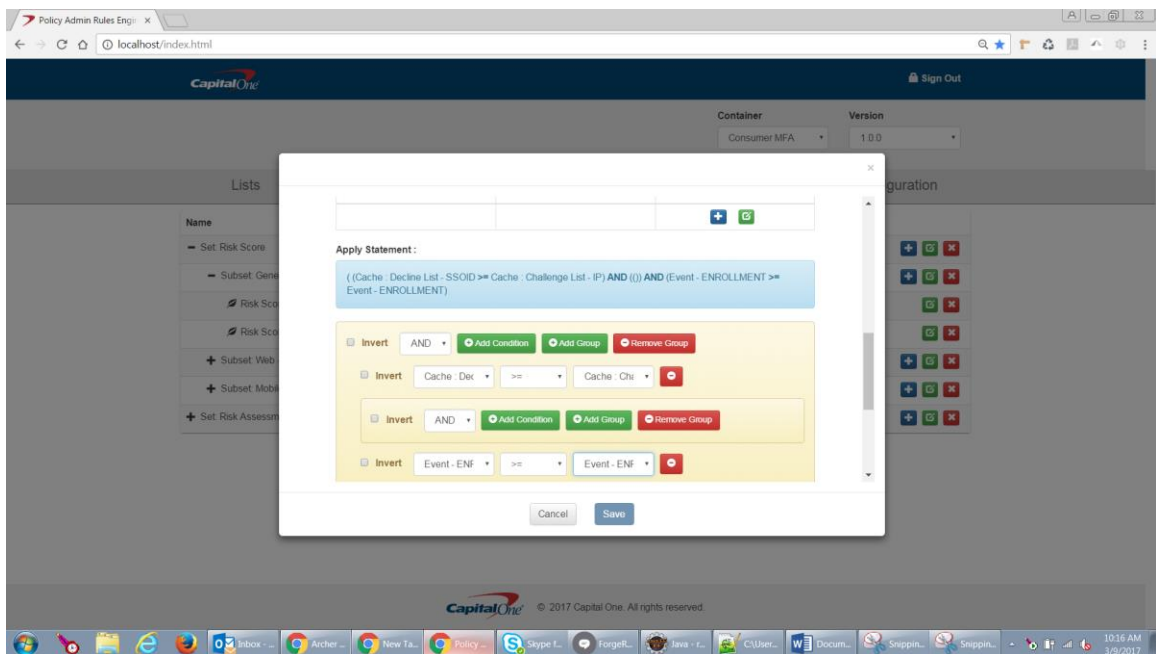 Policy Admin Rules Engi
localhost/index.html
CapitalOne
Sign Out
Container
Version
Consumer MFA
1.0.0
Lists
guration
Name
Set: Risk Score
Subset: Gene
Risk Sco
Risk Sco
Subset: Web
Subset: Mobil
Set: Risk Assessm
Apply Statement :
( (Cache : Decline List - SSOID >= Cache : Challenge List - IP) AND (()) AND (Event - ENROLLMENT >=
Event - ENROLLMENT)
Invert AND Add Condition Add Group Remove Group
Invert Cache : Dec >= Cache : Cha
Invert AND Add Condition Add Group Remove Group
Invert Event - ENF >= Event - ENF
Cancel Save
CapitalOne © 2017 Capital One. All rights reserved.
Inbox - ... Archer ... New Ta... Policy ... Skype f... ForgeR... Java - r... C:\User... Docum... Snippin... Snippin...
10:16 AM
3/9/2017